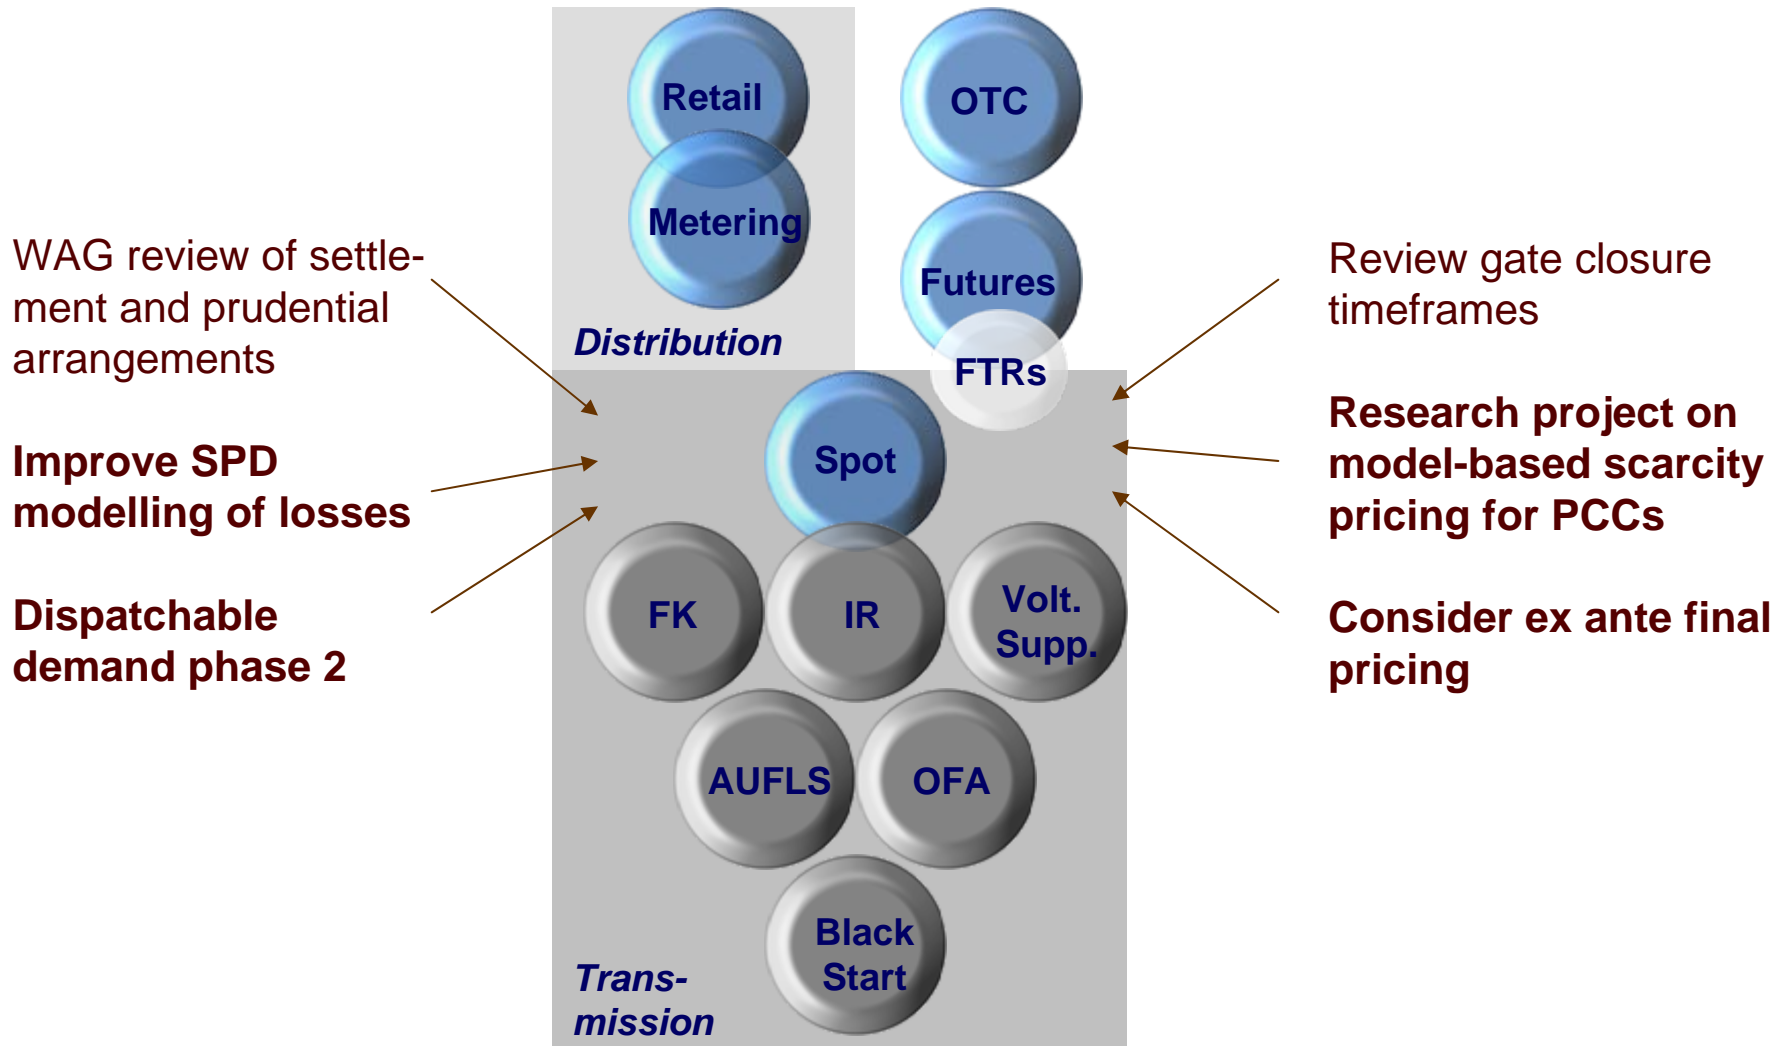 Retail
OTC
Metering
Futures
Distribution
FTRs
WAG review of settle-
ment and prudential
arrangements
Improve SPD
modelling of losses
Dispatchable
demand phase 2
Spot
FK
IR
Volt.
Supp.
AUFLS
OFA
Black
Start
Trans-
mission
Review gate closure
timeframes
Research project on
model-based scarcity
pricing for PCCs
Consider ex ante final
pricing